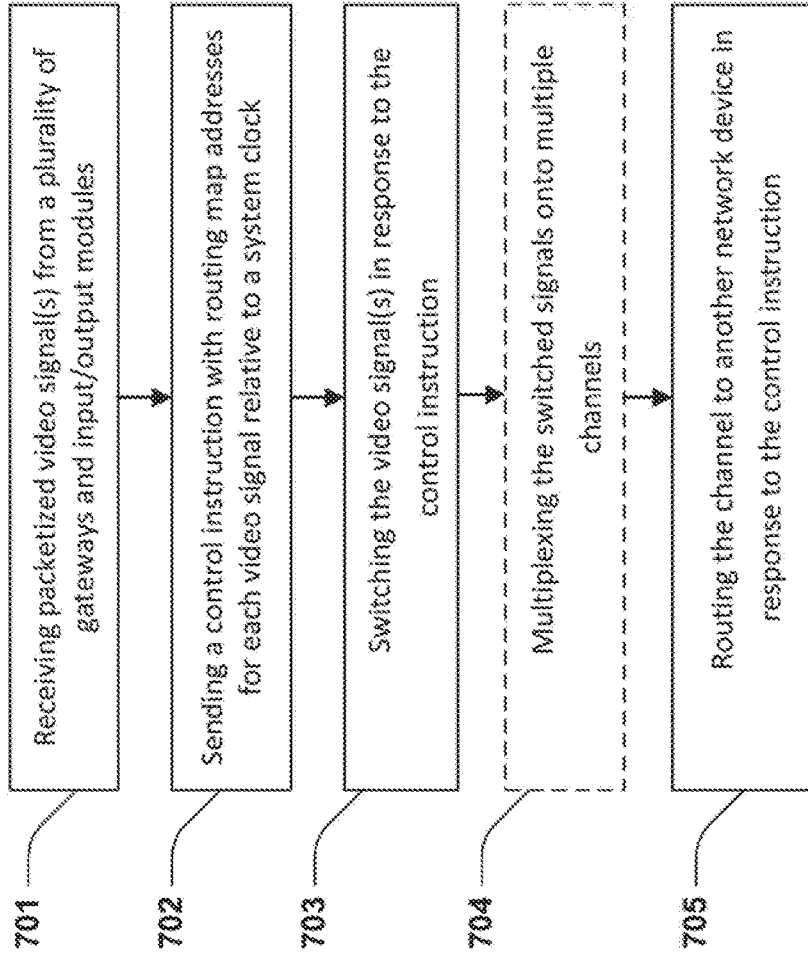 701
Receiving packetized video signal(s) from a plurality of
gateways and input/output modules
702
Sending a control instruction with routing map addresses
for each video signal relative to a system clock
703
Switching the video signal(s) in response to the
control instruction
704
Multiplexing the switched signals onto multiple
channels
705
Routing the channel to another network device in
response to the control instruction